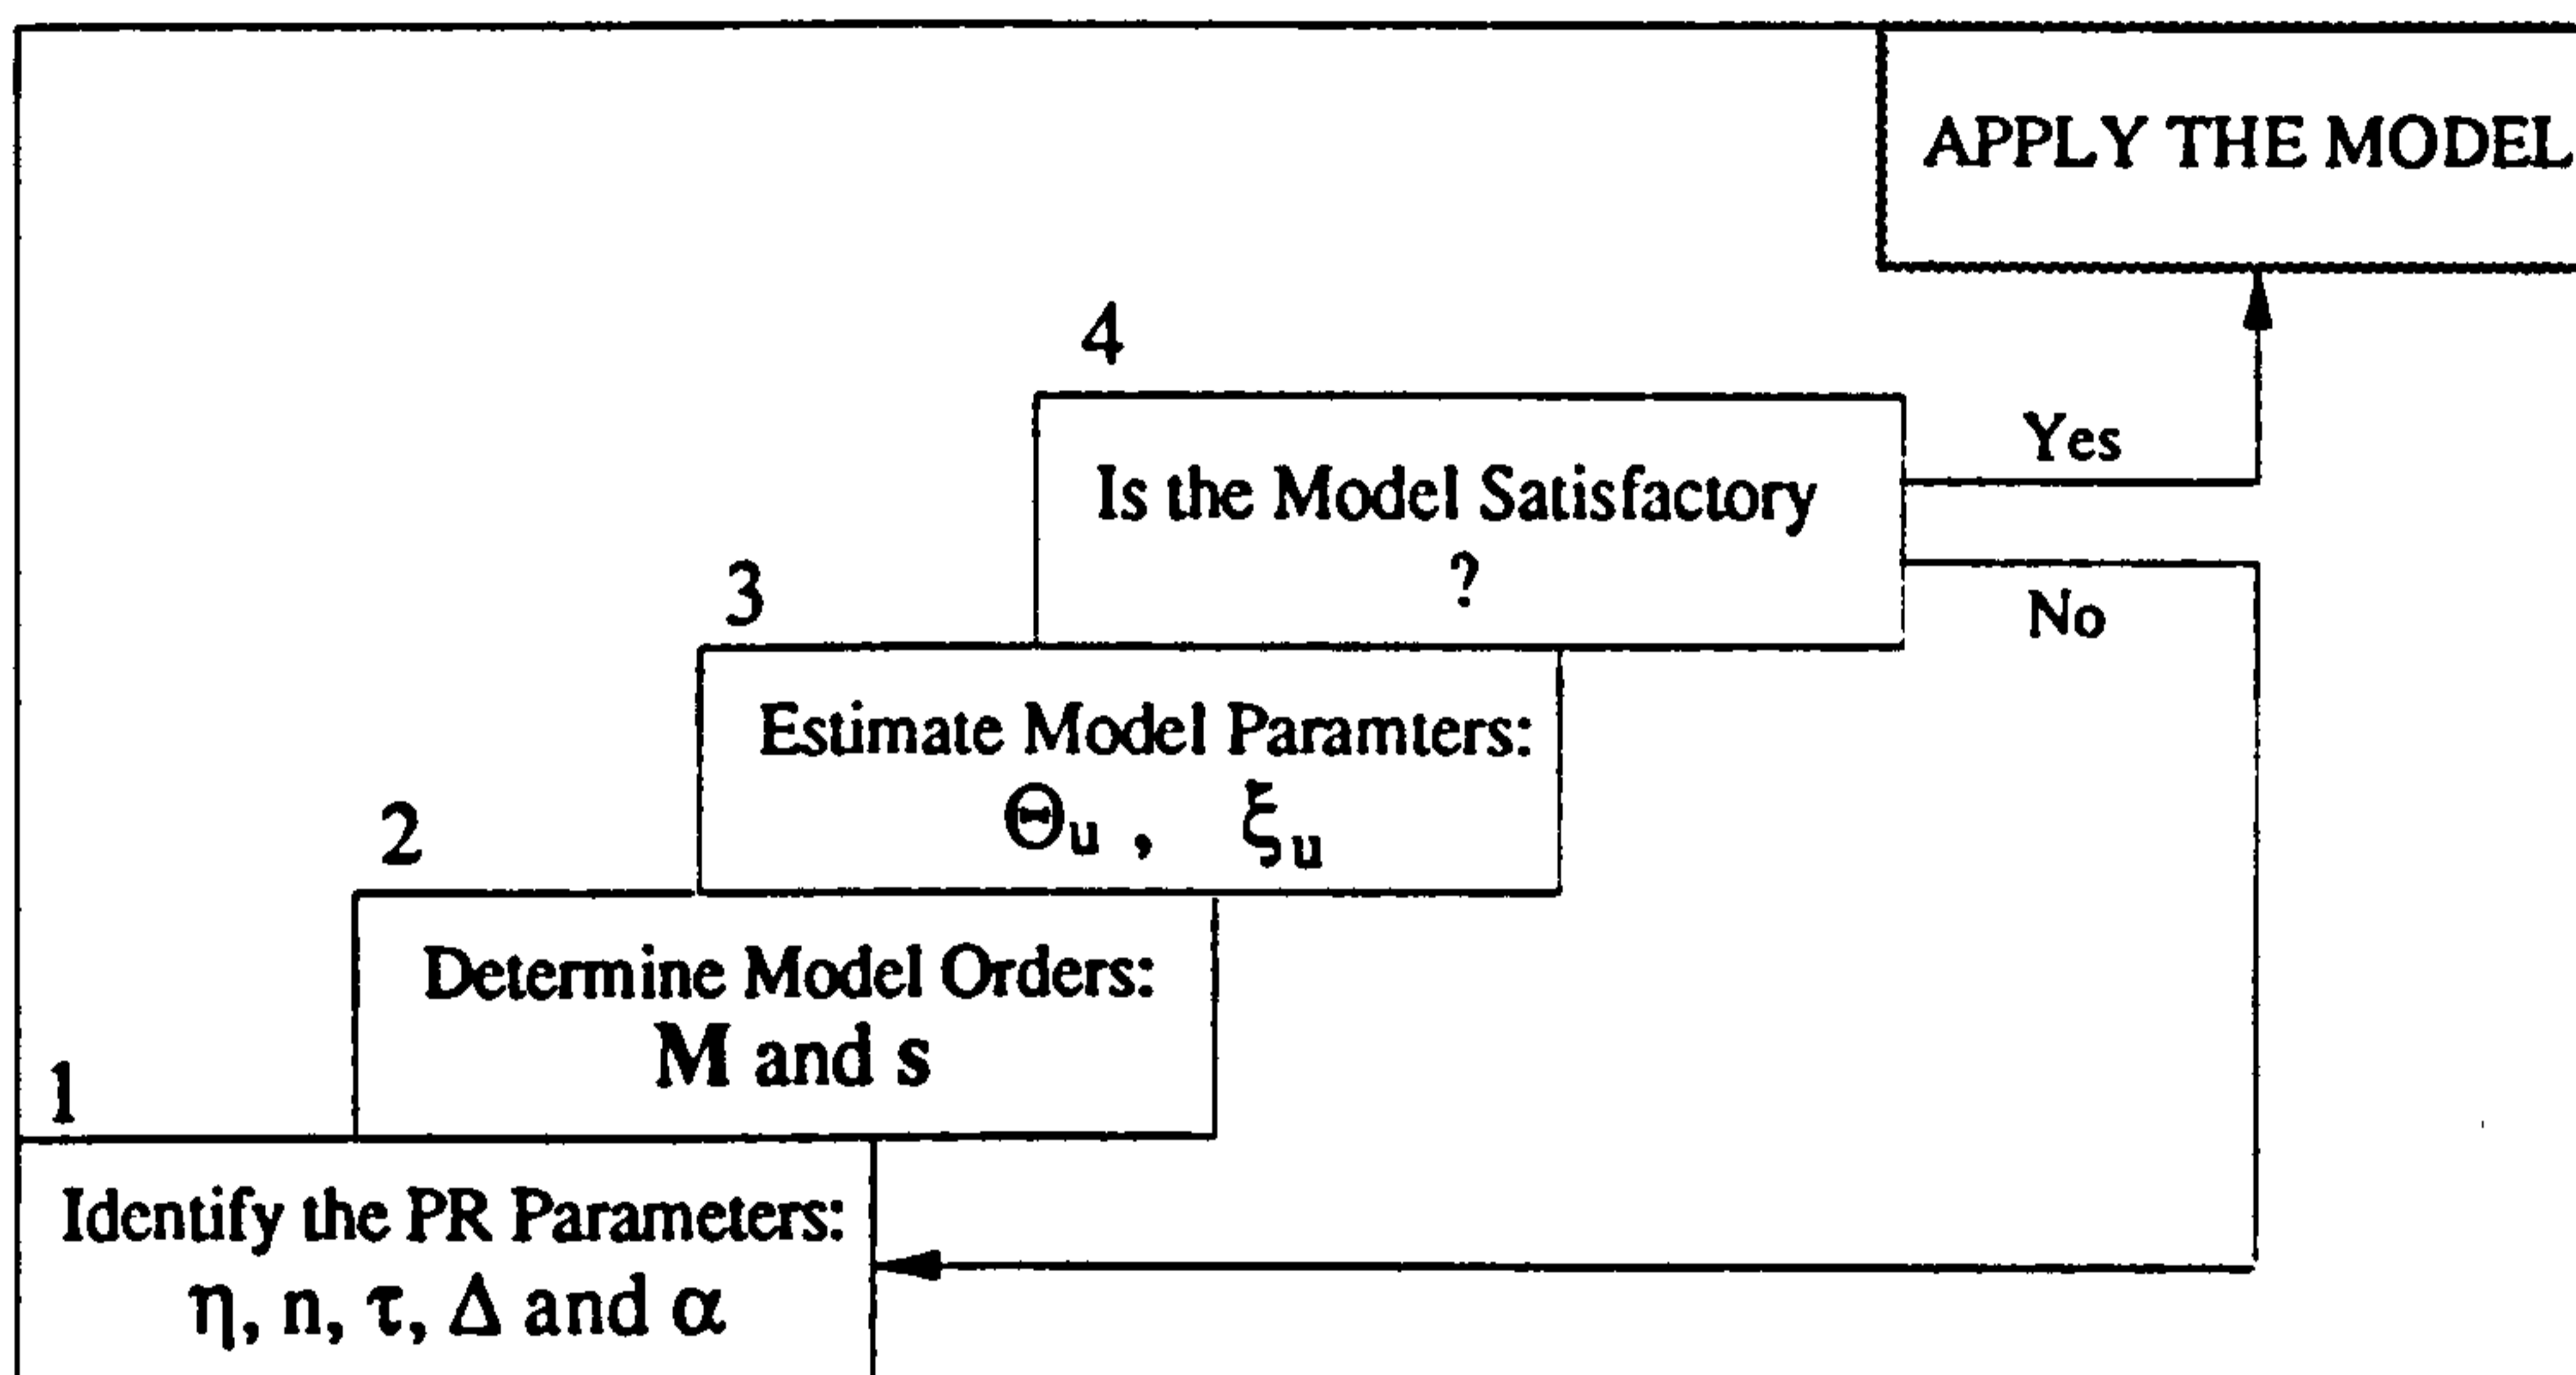 APPLY THE MODEL
4
Is the Model Satisfactory
?
Yes
No
3
Estimate Model Paramters:
Θu , ξu
2
Determine Model Orders:
M and s
1
Identify the PR Parameters:
η, n, τ, Δ and α